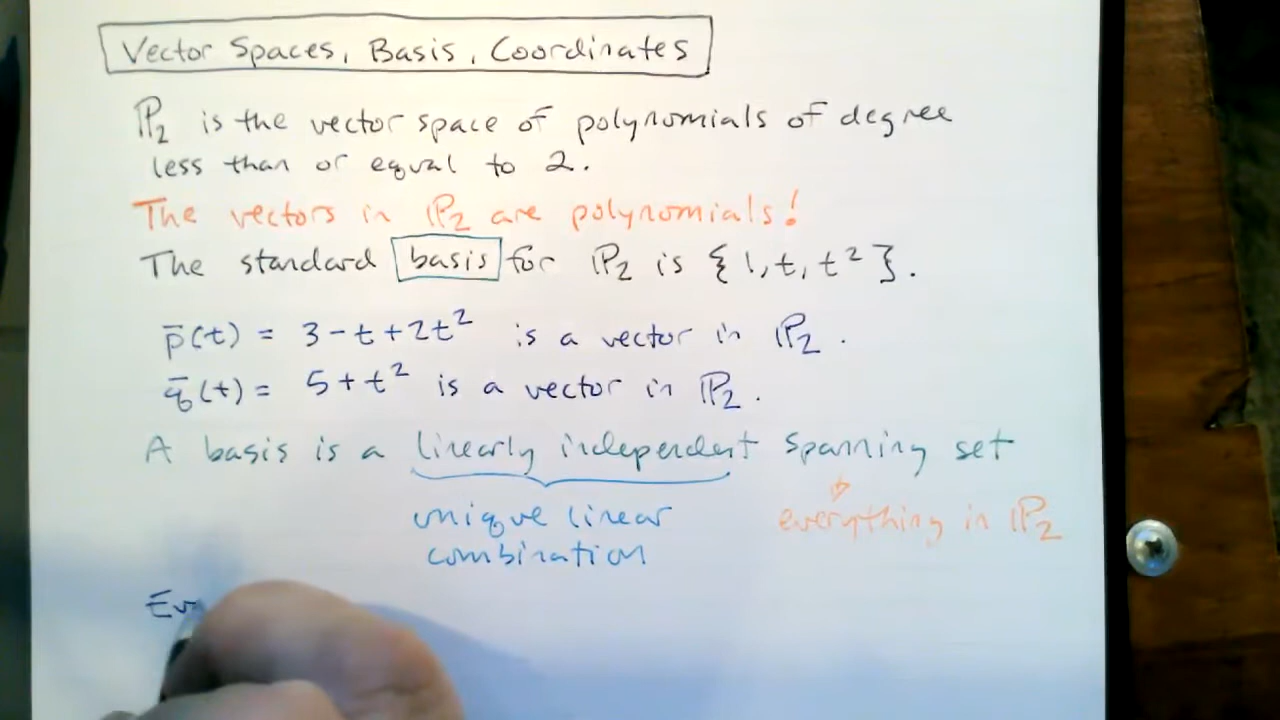 Vector Spaces, Basis, Coordinates
ℙ₂ is the vector space of polynomials of degree
less than or equal to 2.
The vectors in ℙ₂ are polynomials!
The standard basis for ℙ₂ is {1, t, t²}.
p̄(t) = 3 - t + 2t² is a vector in ℙ₂.
q̄(t) = 5 + t² is a vector in ℙ₂.
A basis is a linearly independent spanning set
unique linear
combination
everything in ℙ₂